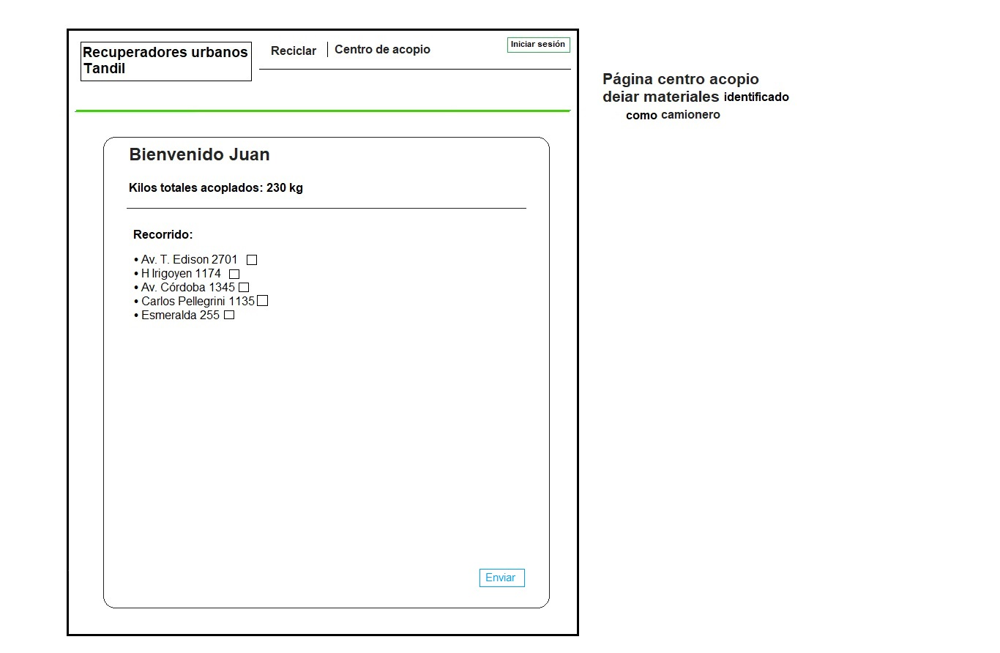 Recuperadores urbanos
Tandil
Reciclar
Centro de acopio
Iniciar sesión
Página centro acopio
deiar materiales identificado
como camionero
Bienvenido Juan
Kilos totales acoplados: 230 kg
Recorrido:
• Av. T. Edison 2701
• H Irigoyen 1174
• Av. Córdoba 1345
• Carlos Pellegrini 1135
• Esmeralda 255
Enviar